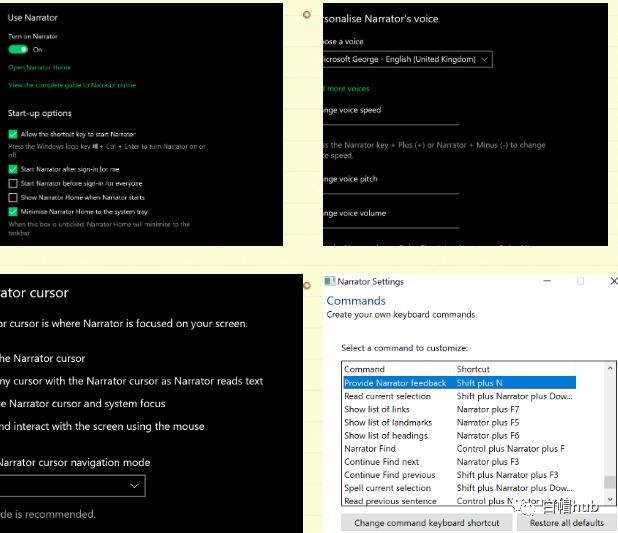 Use Narrator
Turn on Narrator
On
Open Narrator Home
View the complete guide to Narrator online
Start-up options
Allow the shortcut key to start Narrator
Press the Windows logo key + Ctrl + Enter to turn Narrator on or
off.
Start Narrator after sign-in for me
Start Narrator before sign-in for everyone
Show Narrator Home when Narrator starts
Minimise Narrator Home to the system tray
When this box is unticked, Narrator Home will minimise to the
taskbar.
rsonalise Narrator's voice
ose a voice
icrosoft George - English (United Kingdom)
d more voices
nge voice speed
ss the Narrator key + Plus (+) or Narrator + Minus (-) to change
ce speed.
nge voice pitch
nge voice volume
rator cursor
or cursor is where Narrator is focused on your screen.
the Narrator cursor
ny cursor with the Narrator cursor as Narrator reads text
ge Narrator cursor and system focus
nd interact with the screen using the mouse
Narrator cursor navigation mode
de is recommended.
Narrator Settings
Commands
Create your own keyboard commands
Select a command to customize:
Command Shortcut
Provide Narrator feedback Shift plus N
Read current selection Shift plus Narrator plus Dow...
Show list of links Narrator plus F7
Show list of landmarks Narrator plus F5
Show list of headings Narrator plus F6
Narrator Find Control plus Narrator plus F
Continue Find next Narrator plus F3
Continue Find previous Shift plus Narrator plus F3
Spell current selection Shift plus Narrator plus Dow...
Read previous sentence Control plus Narrator plus
白帽hub
Change command keyboard shortcut Restore all defaults